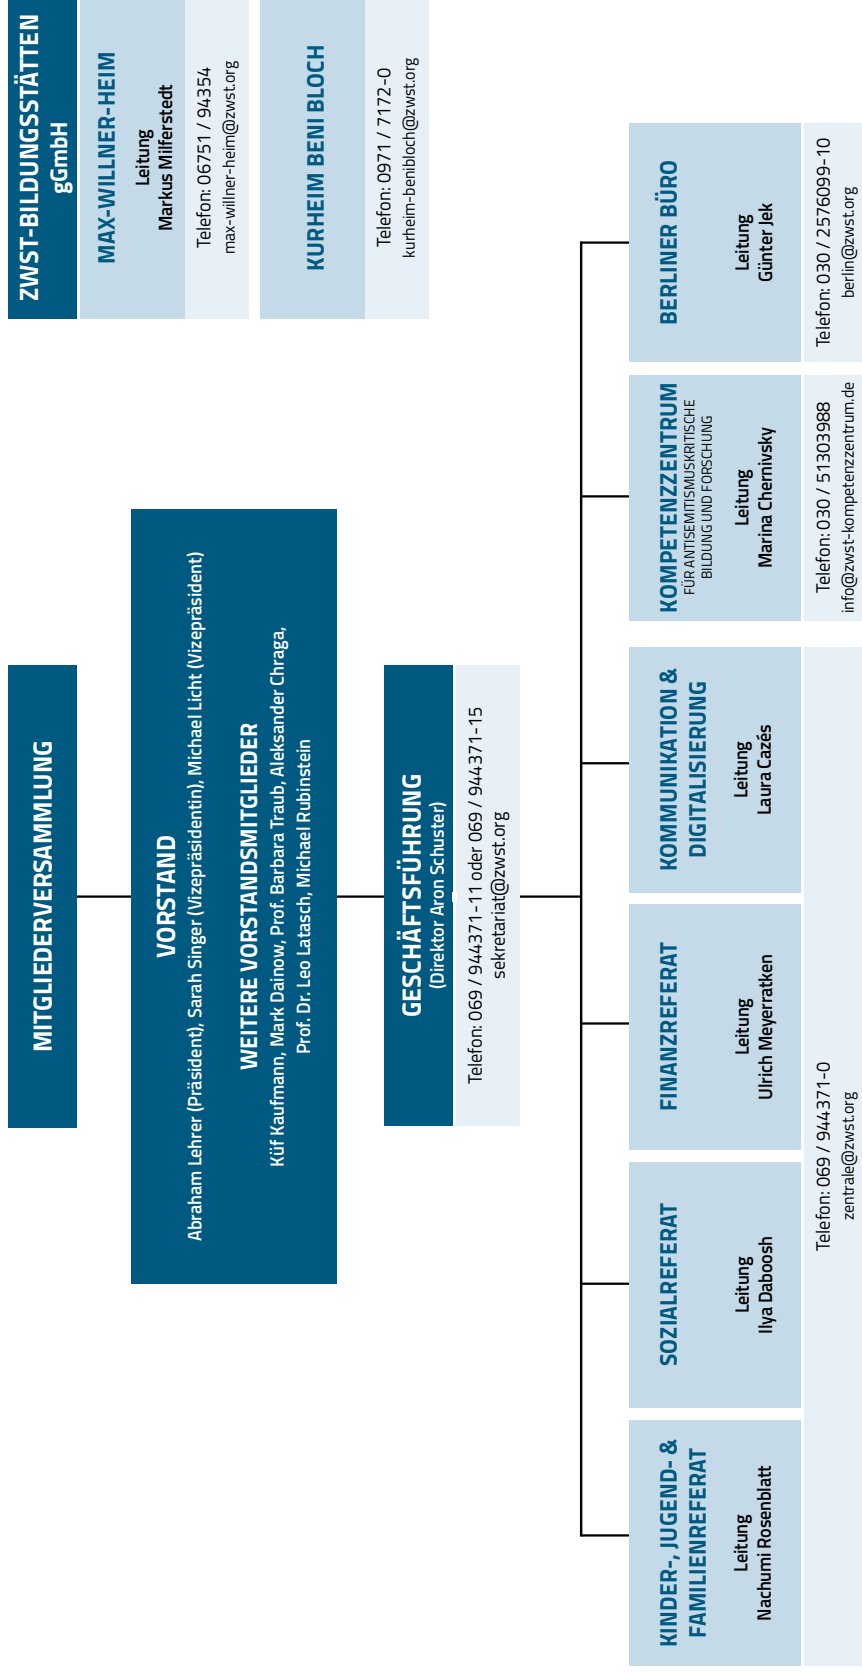 MITGLIEDERVERSAMMLUNG
VORSTAND
Abraham Lehrer (Präsident), Sarah Singer (Vizepräsidentin), Michael Licht (Vizepräsident)
WEITERE VORSTANDSMITGLIEDER
Küf Kaufmann, Mark Dainow, Prof. Barbara Traub, Aleksander Chraga,
Prof. Dr. Leo Latasch, Michael Rubinstein
GESCHÄFTSFÜHRUNG
(Direktor Aron Schuster)
Telefon: 069 / 944371-11 oder 069 / 944371-15
sekretariat@zwst.org
ZWST-BILDUNGSSTÄTTEN
gGmbH
MAX-WILLNER-HEIM
Leitung
Markus Milferstedt
Telefon: 06751 / 94354
max-willner-heim@zwst.org
KURHEIM BENI BLOCH
Telefon: 0971 / 7172-0
kurheim-benibloch@zwst.org
KINDER-, JUGEND- &
FAMILIENREFERAT
Leitung
Nachumi Rosenblatt
SOZIALREFERAT
Leitung
Ilya Daboosh
FINANZREFERAT
Leitung
Ulrich Meyerratken
KOMMUNIKATION &
DIGITALISIERUNG
Leitung
Laura Cazés
Telefon: 069 / 944371-0
zentrale@zwst.org
KOMPETENZZENTRUM
FÜR ANTISEMITISMUSKRITISCHE
BILDUNG UND FORSCHUNG
Leitung
Marina Chernivsky
Telefon: 030 / 51303988
info@zwst-kompetenzzentrum.de
BERLINER BÜRO
Leitung
Günter Jek
Telefon: 030 / 2576099-10
berlin@zwst.org